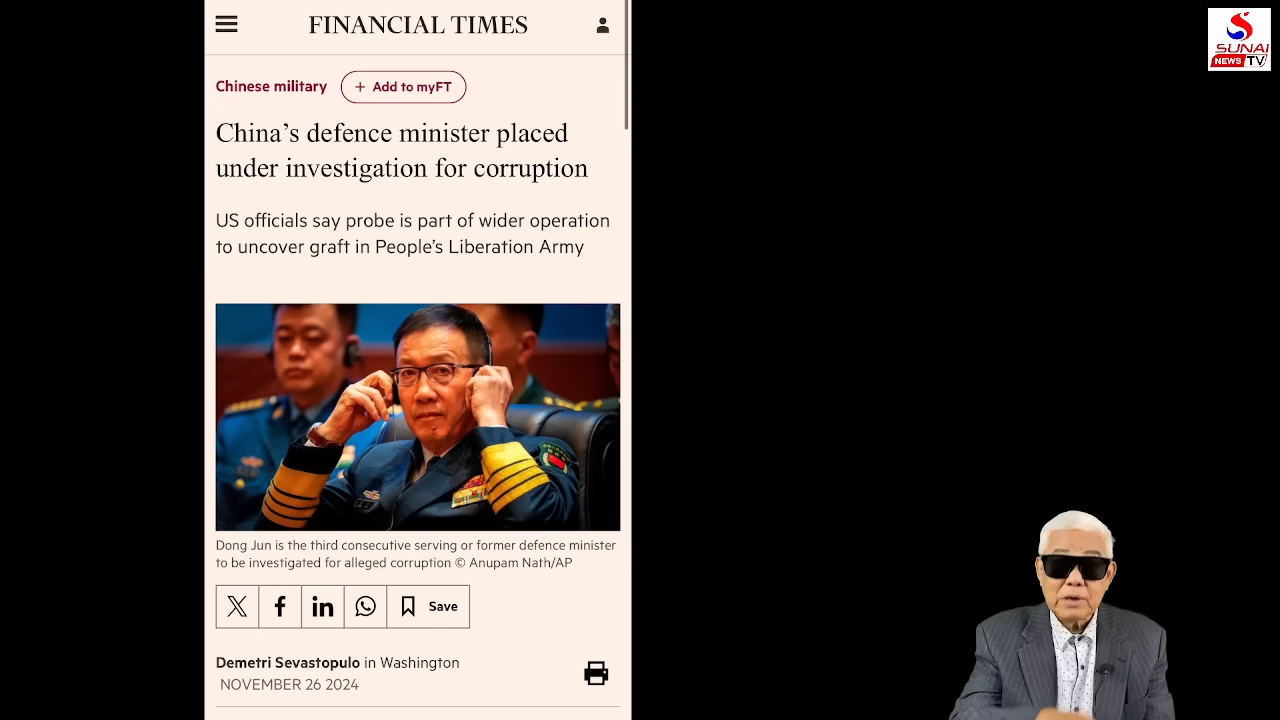 FINANCIAL TIMES
SUNAI
NEWS TV
Chinese military
+ Add to myFT
China’s defence minister placed
under investigation for corruption
US officials say probe is part of wider operation
to uncover graft in People’s Liberation Army
Dong Jun is the third consecutive serving or former defence minister
to be investigated for alleged corruption © Anupam Nath/AP
Save
Demetri Sevastopulo in Washington
NOVEMBER 26 2024